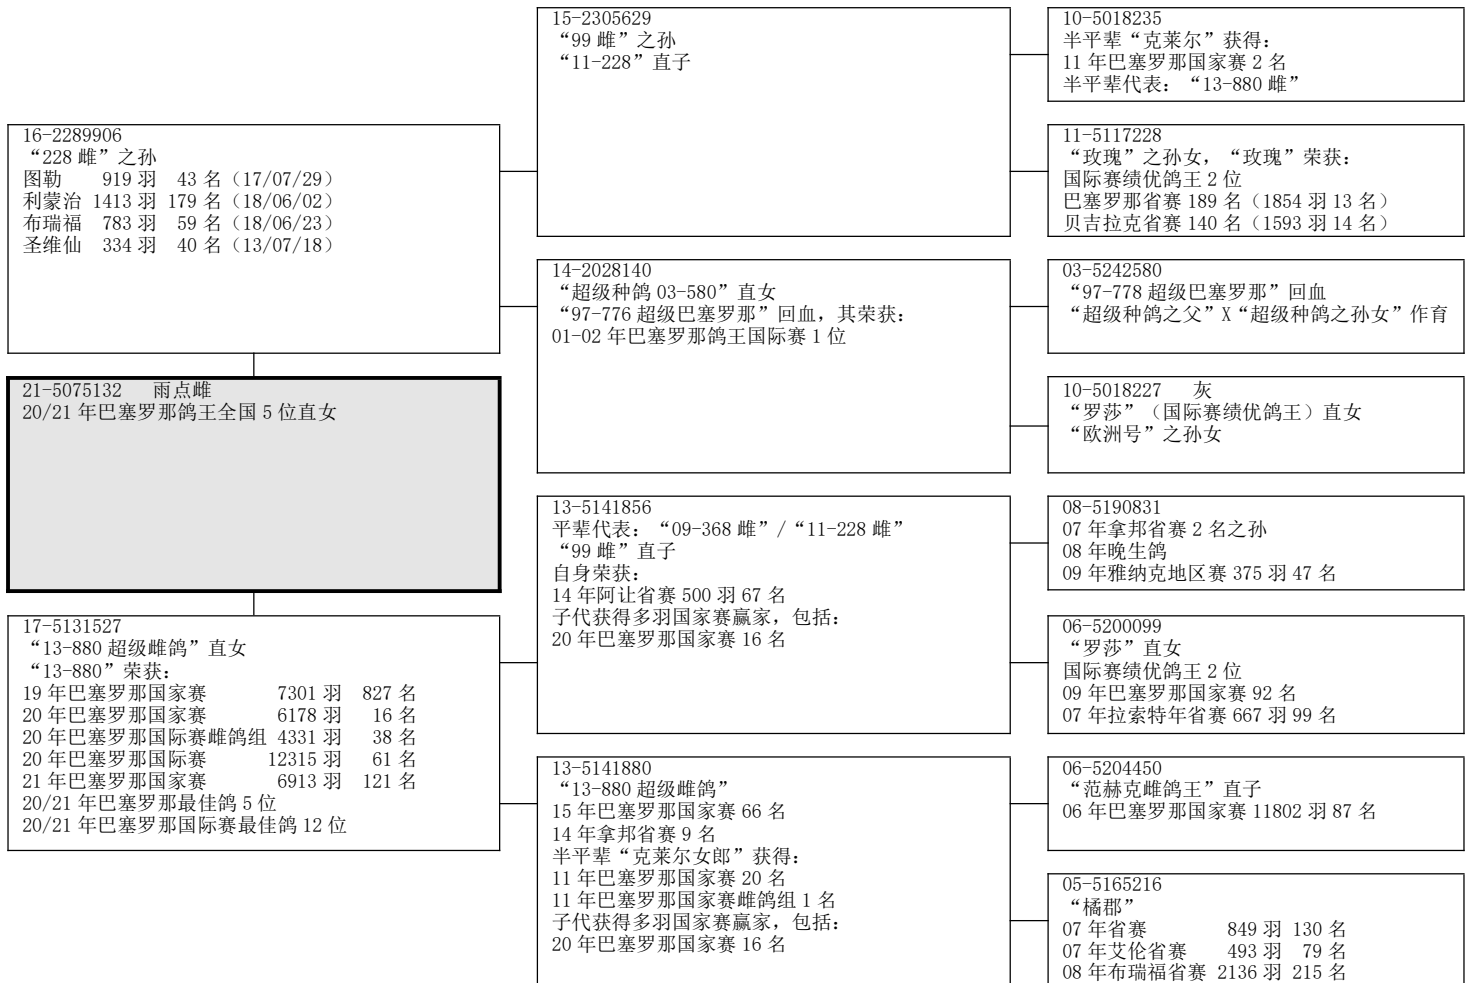 16-2289906
“228 雌”之孙
图勒 919 羽 43 名（17/07/29）
利蒙治 1413 羽 179 名（18/06/02）
布瑞福 783 羽 59 名（18/06/23）
圣维仙 334 羽 40 名（13/07/18）
21-5075132 雨点雌
20/21 年巴塞罗那鸽王全国 5 位直女
17-5131527
“13-880 超级雌鸽”直女
“13-880”荣获：
19 年巴塞罗那国家赛 7301 羽 827 名
20 年巴塞罗那国家赛 6178 羽 16 名
20 年巴塞罗那国际赛雌鸽组 4331 羽 38 名
20 年巴塞罗那国际赛 12315 羽 61 名
21 年巴塞罗那国家赛 6913 羽 121 名
20/21 年巴塞罗那最佳鸽 5 位
20/21 年巴塞罗那国际赛最佳鸽 12 位
15-2305629
“99 雌”之孙
“11-228”直子
14-2028140
“超级种鸽 03-580”直女
“97-776 超级巴塞罗那”回血，其荣获：
01-02 年巴塞罗那鸽王国际赛 1 位
13-5141856
平辈代表：“09-368 雌”/“11-228 雌”
“99 雌”直子
自身荣获：
14 年阿让省赛 500 羽 67 名
子代获得多羽国家赛赢家，包括：
20 年巴塞罗那国家赛 16 名
13-5141880
“13-880 超级雌鸽”
15 年巴塞罗那国家赛 66 名
14 年拿邦省赛 9 名
半平辈“克莱尔女郎”获得：
11 年巴塞罗那国家赛 20 名
11 年巴塞罗那国家赛雌鸽组 1 名
子代获得多羽国家赛赢家，包括：
20 年巴塞罗那国家赛 16 名
10-5018235
半平辈“克莱尔”获得：
11 年巴塞罗那国家赛 2 名
半平辈代表：“13-880 雌”
11-5117228
“玫瑰”之孙女，“玫瑰”荣获：
国际赛绩优鸽王 2 位
巴塞罗那省赛 189 名（1854 羽 13 名）
贝吉拉克省赛 140 名（1593 羽 14 名）
03-5242580
“97-778 超级巴塞罗那”回血
“超级种鸽之父”X“超级种鸽之孙女”作育
10-5018227 灰
“罗莎”（国际赛绩优鸽王）直女
“欧洲号”之孙女
08-5190831
07 年拿邦省赛 2 名之孙
08 年晚生鸽
09 年雅纳克地区赛 375 羽 47 名
06-5200099
“罗莎”直女
国际赛绩优鸽王 2 位
09 年巴塞罗那国家赛 92 名
07 年拉索特年省赛 667 羽 99 名
06-5204450
“范赫克雌鸽王”直子
06 年巴塞罗那国家赛 11802 羽 87 名
05-5165216
“橘郡”
07 年省赛 849 羽 130 名
07 年艾伦省赛 493 羽 79 名
08 年布瑞福省赛 2136 羽 215 名